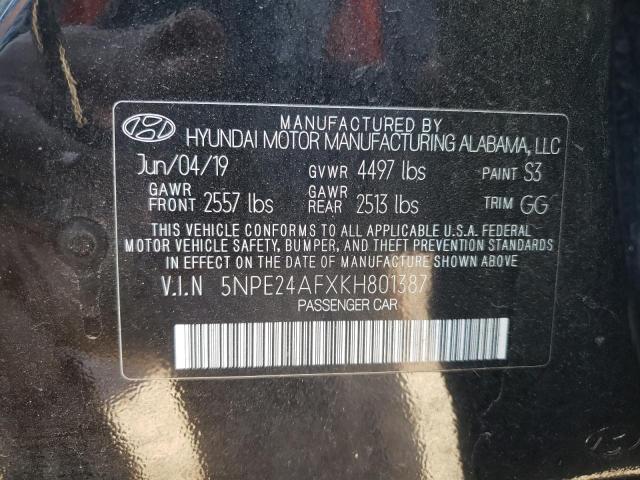 MANUFACTURED BY
HYUNDAI MOTOR MANUFACTURING ALABAMA, LLC
Jun/04/19 GVWR 4497 lbs PAINT S3
GAWR FRONT 2557 lbs GAWR REAR 2513 lbs TRIM GG
THIS VEHICLE CONFORMS TO ALL APPLICABLE U.S.A. FEDERAL
MOTOR VEHICLE SAFETY, BUMPER, AND THEFT PREVENTION STANDARDS
IN EFFECT ON THE DATE OF MANUFACTURE SHOWN ABOVE.
V.I.N 5NPE24AFXKH801387
PASSENGER CAR